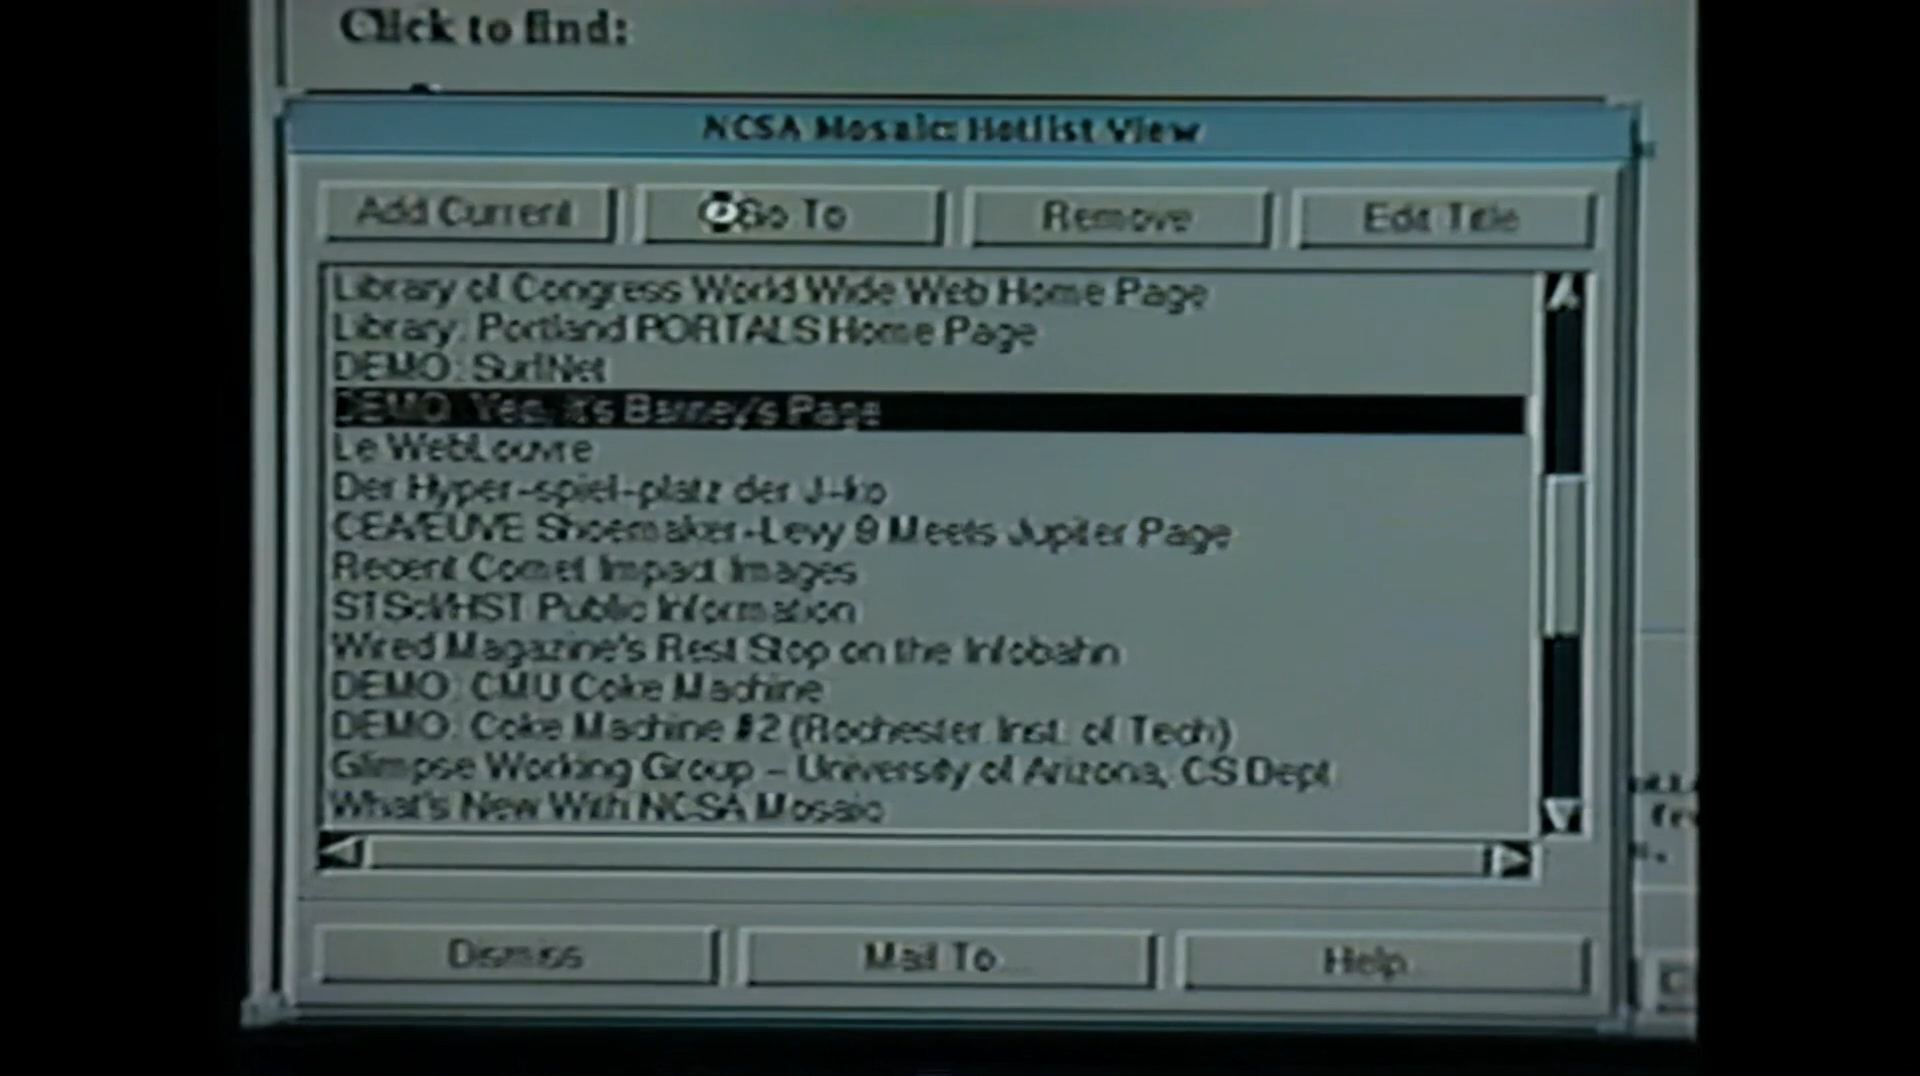 Click to find:
NCSA Mosaic: Hotlist View
Add Current
Go To
Remove
Edit Title
Library of Congress World Wide Web Home Page
Library: Portland PORTALS Home Page
DEMO: SurfNet
DEMO: Yes, it's Barney's Page
Le WebLouvre
Der Hyper-spiel-platz der J-ko
CEA/EUVE Shoemaker-Levy 9 Meets Jupiter Page
Recent Comet Impact Images
STScI/HST Public Information
Wired Magazine's Rest Stop on the Infobahn
DEMO: CMU Coke Machine
DEMO: Coke Machine #2 (Rochester Inst. of Tech)
Glimpse Working Group - University of Arizona, CS Dept
What's New With NCSA Mosaic
Dismiss
Mail To...
Help...